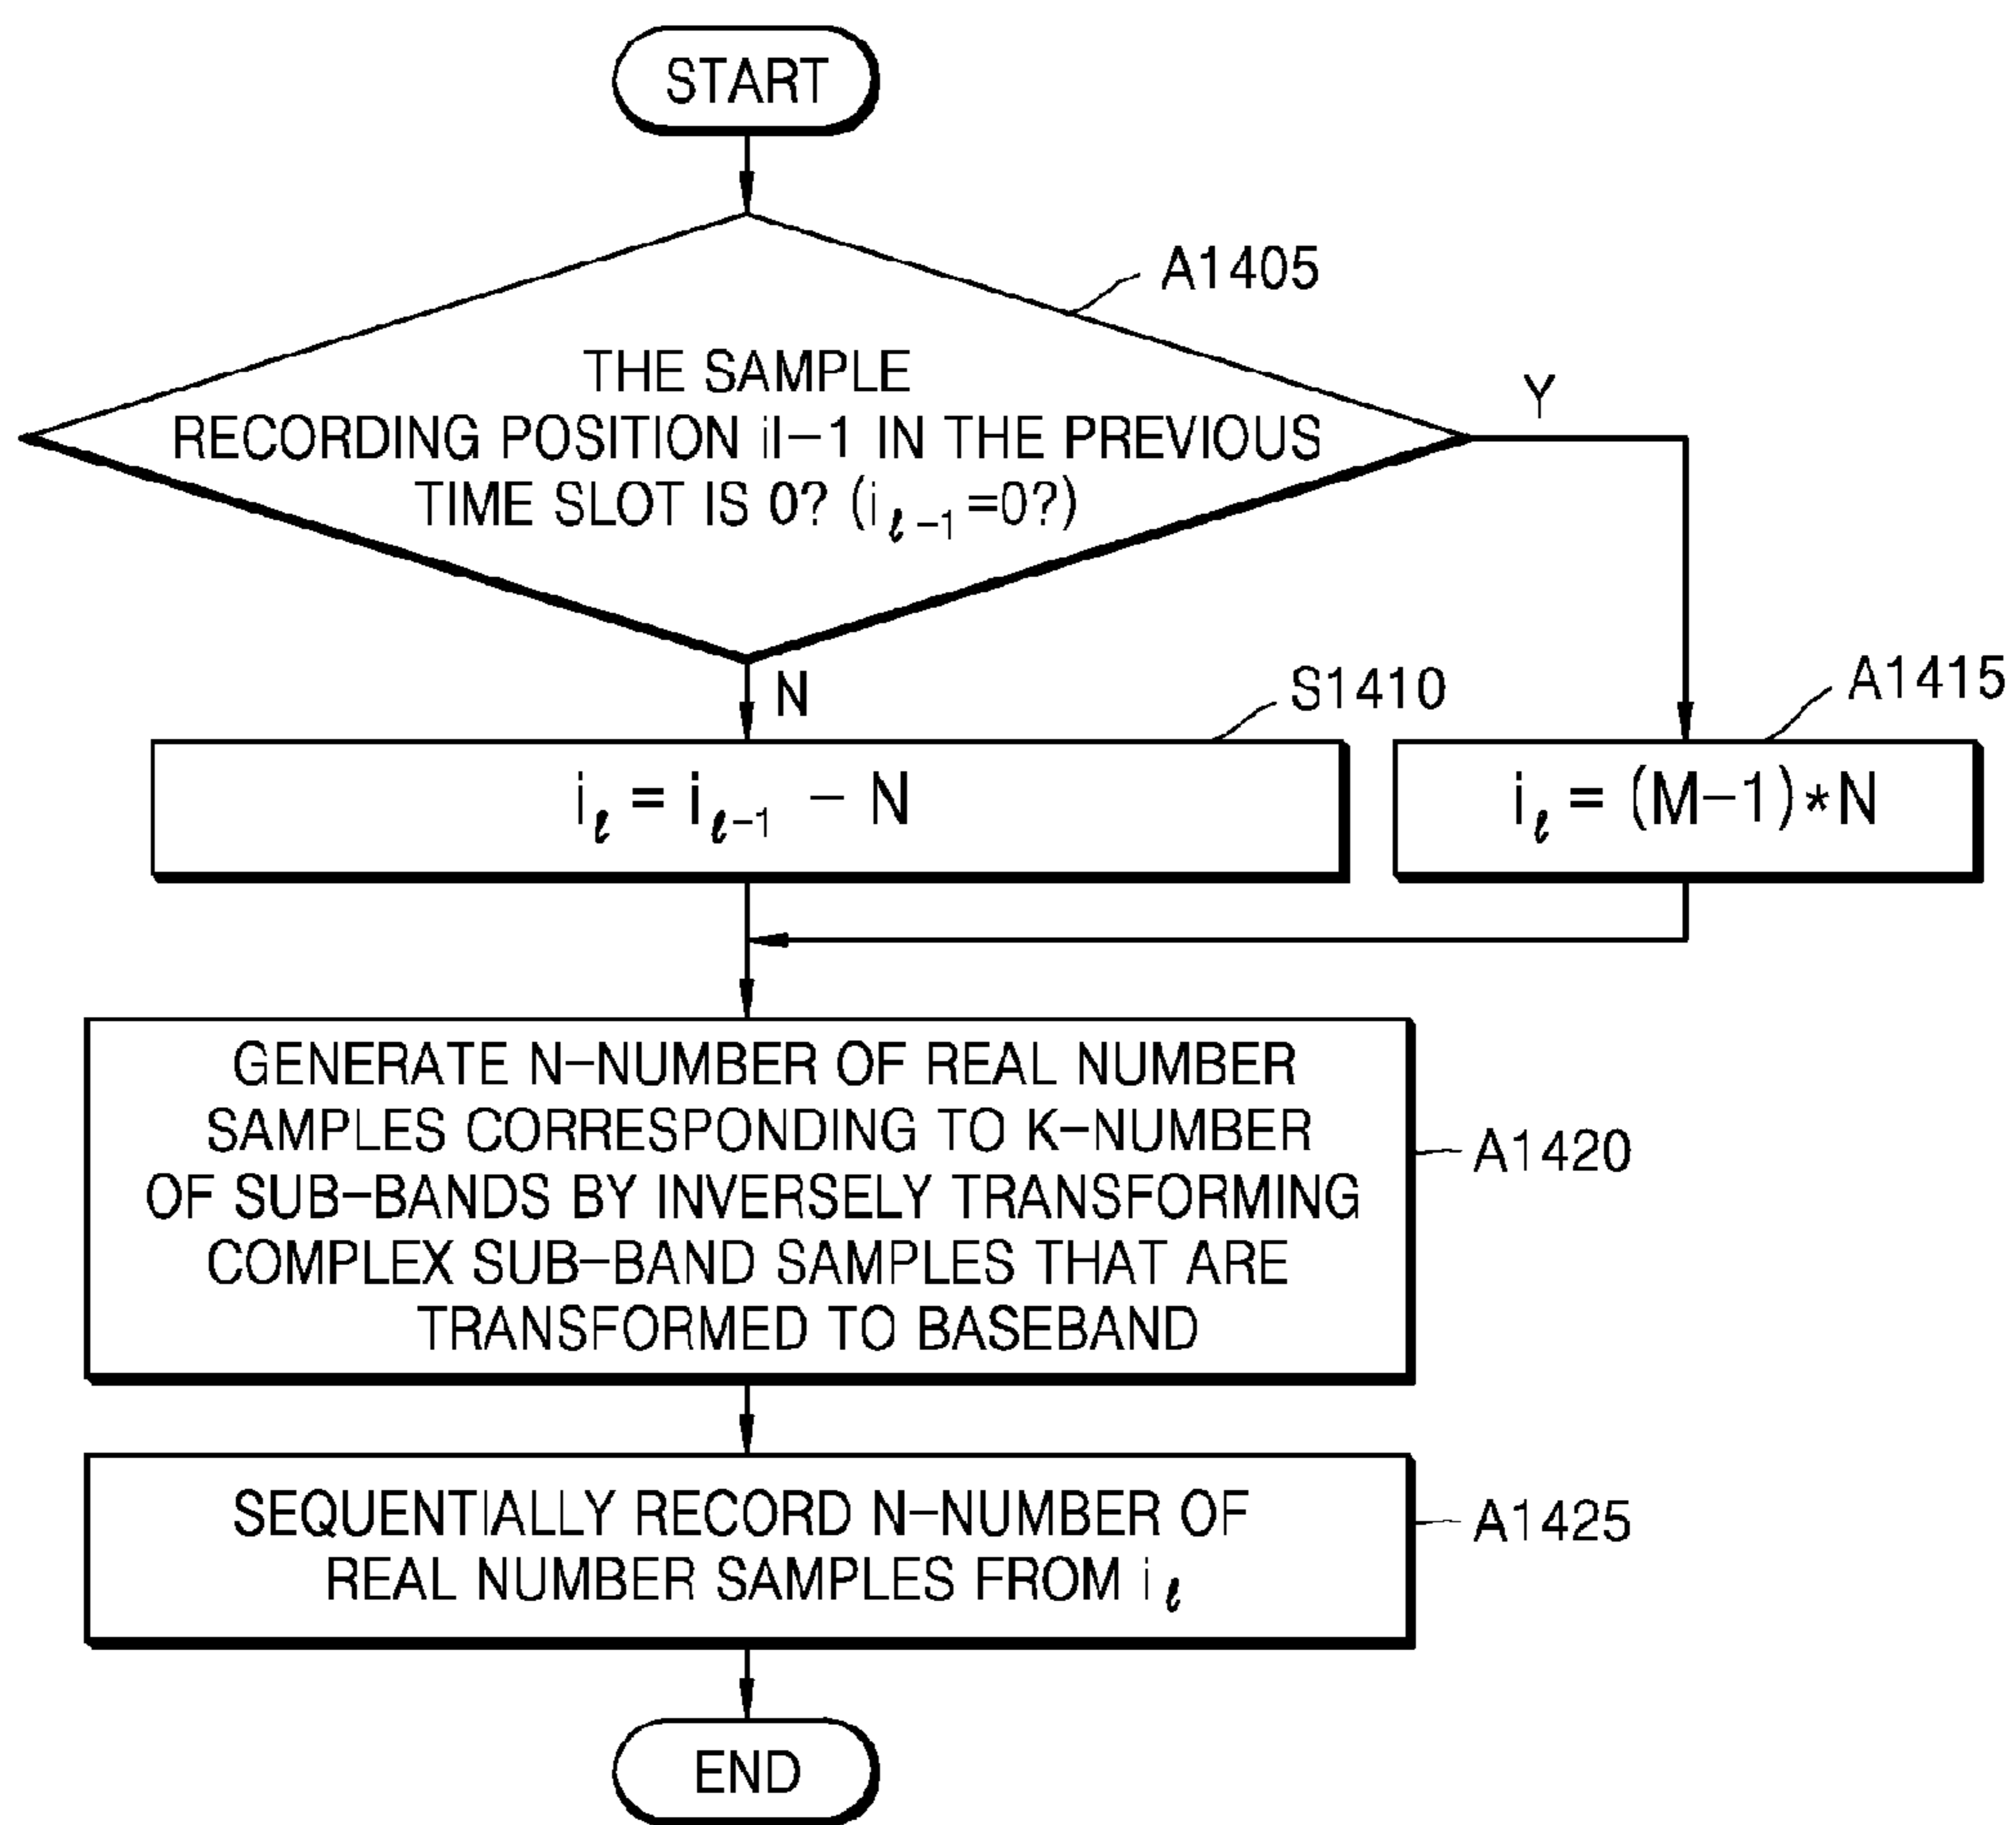 START
A1405
THE SAMPLE
RECORDING POSITION il-1 IN THE PREVIOUS
TIME SLOT IS 0? (iℓ-1=0?)
Y
N
S1410
A1415
iℓ = iℓ-1 - N
iℓ = (M-1)*N
GENERATE N-NUMBER OF REAL NUMBER
SAMPLES CORRESPONDING TO K-NUMBER
OF SUB-BANDS BY INVERSELY TRANSFORMING
COMPLEX SUB-BAND SAMPLES THAT ARE
TRANSFORMED TO BASEBAND
A1420
SEQUENTIALLY RECORD N-NUMBER OF
REAL NUMBER SAMPLES FROM iℓ
A1425
END